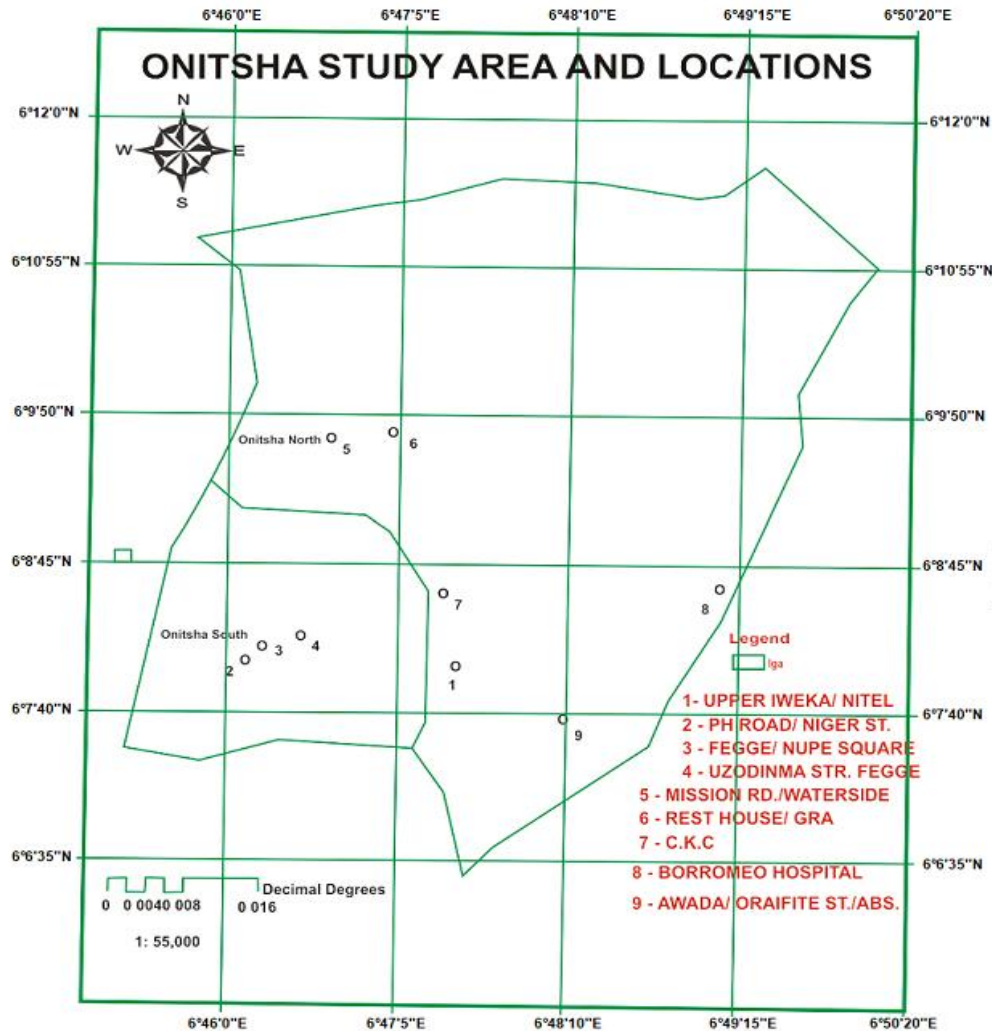 6°46'0"E 6°47'5"E 6°48'10"E 6°49'15"E 6°50'20"E
ONITSHA STUDY AREA AND LOCATIONS
6°12'0"N 6°12'0"N
N
W E
S
6°10'55"N 6°10'55"N
6°9'50"N 6°9'50"N
Onitsha North 5 6
6°8'45"N 6°8'45"N
7
8
Onitsha South
2 3 4
1
Legend
lga
6°7'40"N 6°7'40"N
9
1- UPPER IWEKA/ NITEL
2 - PH ROAD/ NIGER ST.
3 - FEGGE/ NUPE SQUARE
4 - UZODINMA STR. FEGGE
5 - MISSION RD./WATERSIDE
6 - REST HOUSE/ GRA
7 - C.K.C
6°6'35"N 6°6'35"N
8 - BORROMEO HOSPITAL
9 - AWADA/ ORAIFITE ST./ABS.
Decimal Degrees
0 0 0040 008 0 016
1: 55,000
6°46'0"E 6°47'5"E 6°48'10"E 6°49'15"E 6°50'20"E